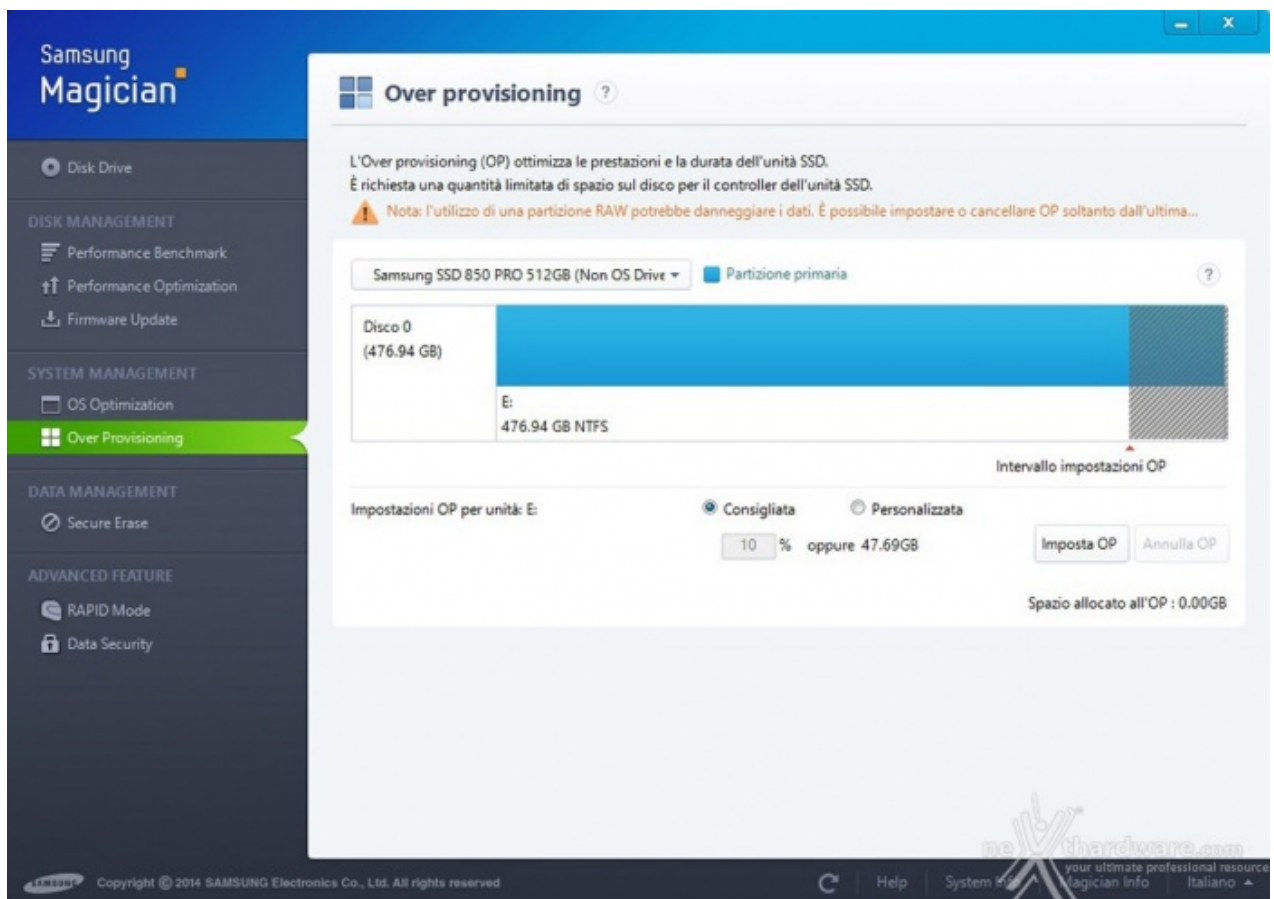 Samsung
Magician
Over provisioning ?
Disk Drive
DISK MANAGEMENT
Performance Benchmark
Performance Optimization
Firmware Update
SYSTEM MANAGEMENT
OS Optimization
Over Provisioning
DATA MANAGEMENT
Secure Erase
ADVANCED FEATURE
RAPID Mode
Data Security
L'Over provisioning (OP) ottimizza le prestazioni e la durata dell'unità SSD.
È richiesta una quantità limitata di spazio sul disco per il controller dell'unità SSD.
Nota: l'utilizzo di una partizione RAW potrebbe danneggiare i dati. È possibile impostare o cancellare OP soltanto dall'ultima...
Samsung SSD 850 PRO 512GB (Non OS Drive
Partizione primaria
?
Disco 0
(476.94 GB)
E:
476.94 GB NTFS
Intervallo impostazioni OP
Impostazioni OP per unità: E:
Consigliata
Personalizzata
10 % oppure 47.69GB
Imposta OP
Annulla OP
Spazio allocato all'OP : 0.00GB
SAMSUNG
Copyright © 2014 SAMSUNG Electronics Co., Ltd. All rights reserved
Help
System Info
Magician Info
Italiano
nexthardware.com
your ultimate professional resource